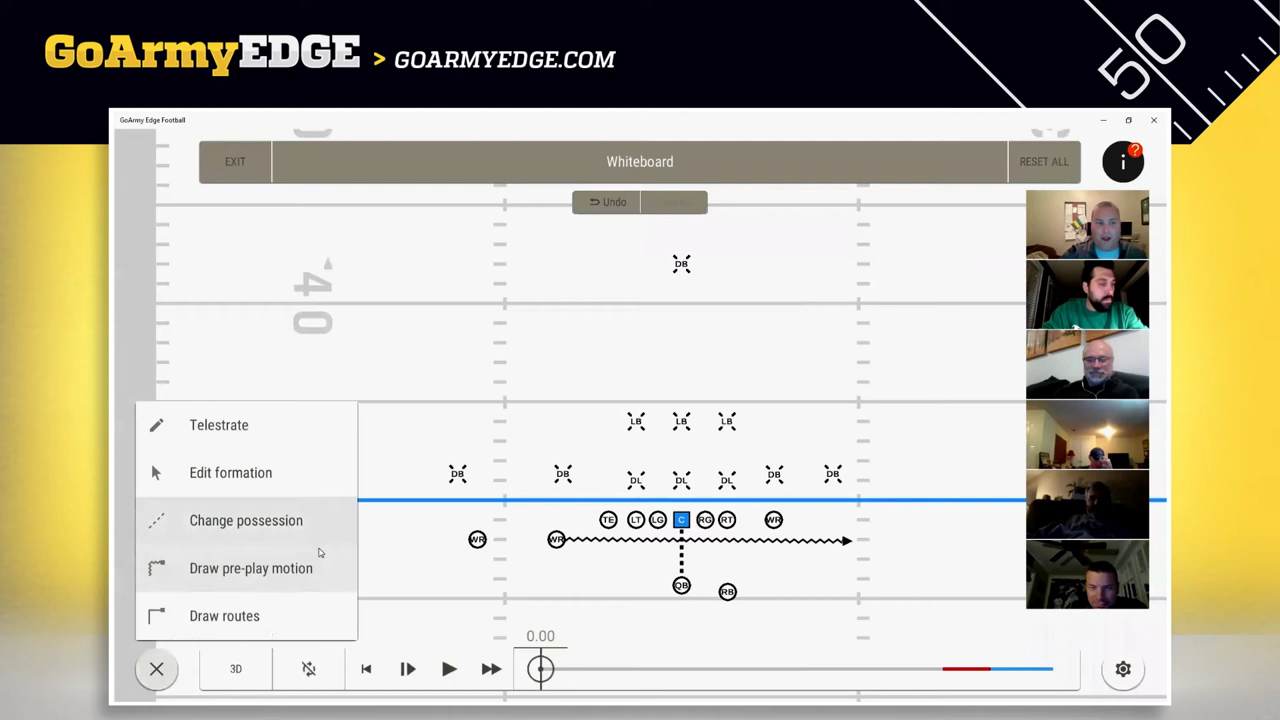 GoArmyEDGE > GOARMYEDGE.COM
50
GoArmy Edge Football
EXIT
Whiteboard
RESET ALL
i
?
Undo
DB
40
LB LB LB
DB DB DL DL DL DB DB
TE LT LG C RG RT WR
WR WR
QB RB
Telestrate
Edit formation
Change possession
Draw pre-play motion
Draw routes
0.00
3D